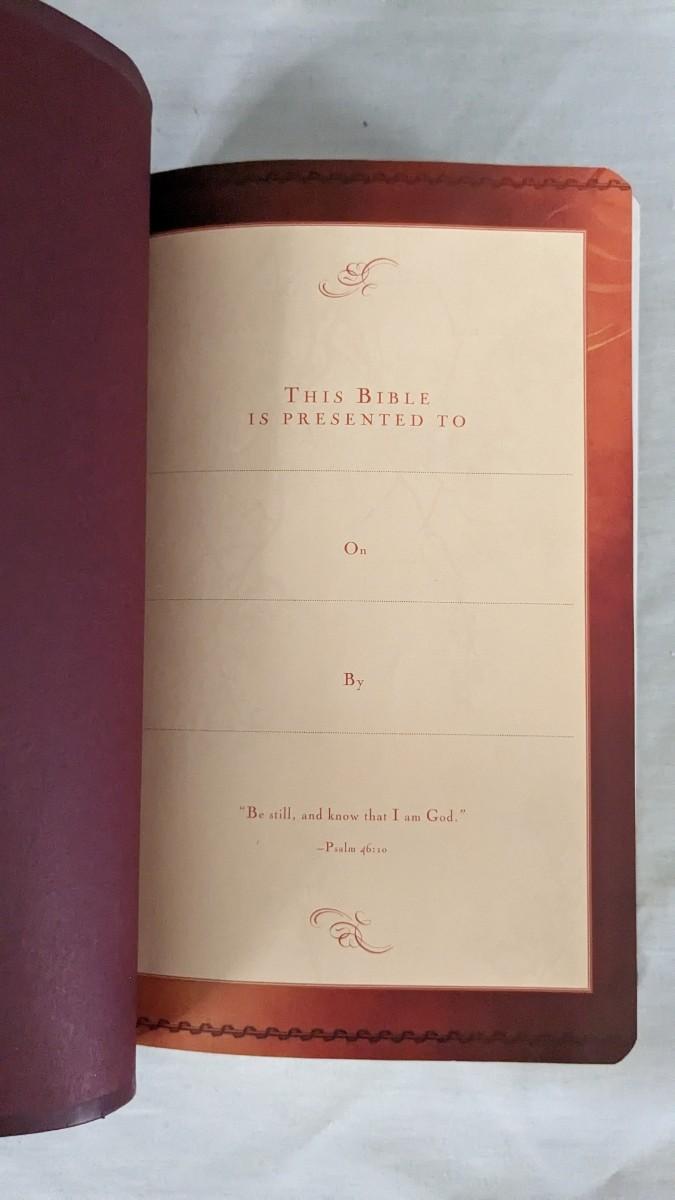 THIS BIBLE
IS PRESENTED TO
On
By
“Be still, and know that I am God.”
–Psalm 46:10